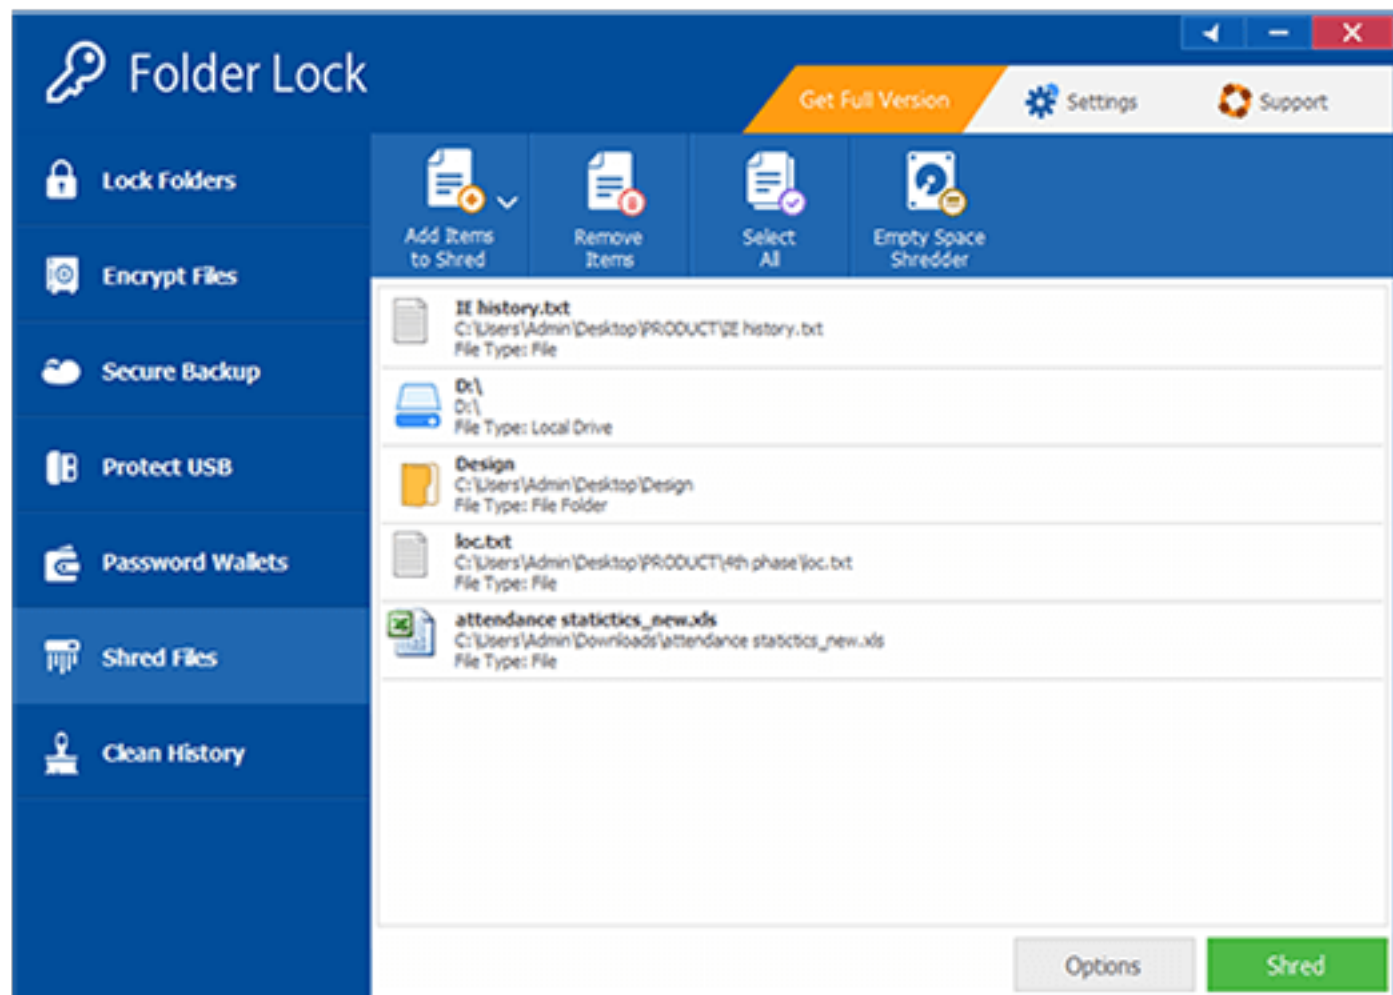 Folder Lock
Get Full Version
Settings
Support
Lock Folders
Encrypt Files
Secure Backup
Protect USB
Password Wallets
Shred Files
Clean History
Add Items
to Shred
Remove
Items
Select
All
Empty Space
Shredder
IE history.txt
C:\Users\Admin\Desktop\PRODUCT\IE history.txt
File Type: File
D:\
D:\
File Type: Local Drive
Design
C:\Users\Admin\Desktop\Design
File Type: File Folder
loc.txt
C:\Users\Admin\Desktop\PRODUCT\4th phase\loc.txt
File Type: File
attendance statictics_new.xls
C:\Users\Admin\Downloads\attendance statictics_new.xls
File Type: File
Options
Shred